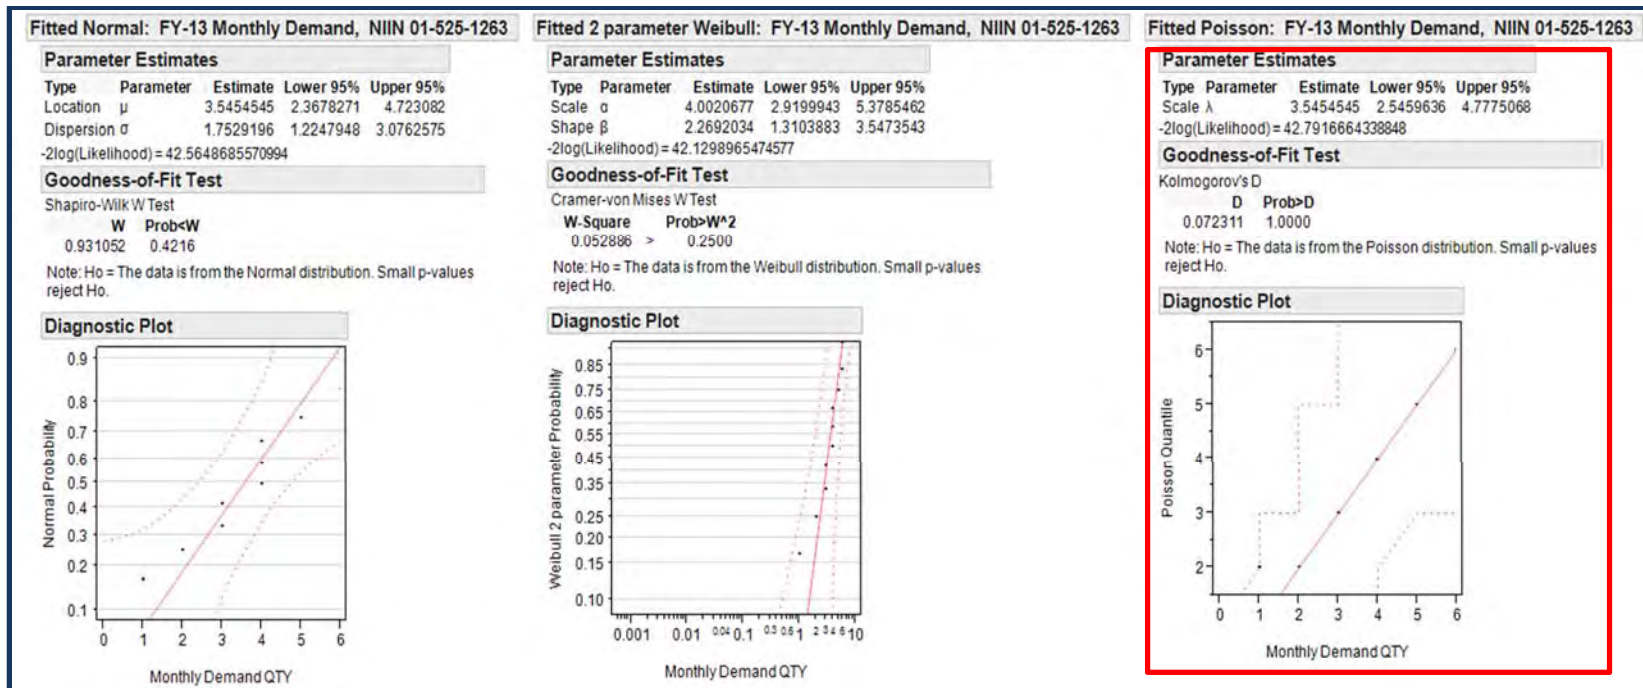 Fitted Normal: FY-13 Monthly Demand, NIIN 01-525-1263
Parameter Estimates
Type Parameter Estimate Lower 95% Upper 95%
Location μ 3.5454545 2.3678271 4.723082
Dispersion σ 1.7529196 1.2247948 3.0762575
-2log(Likelihood) = 42.5648685570994
Goodness-of-Fit Test
Shapiro-Wilk W Test
W Prob<W
0.931052 0.4216
Note: Ho = The data is from the Normal distribution. Small p-values
reject Ho.
Diagnostic Plot
Normal Probability
0.9
0.8
0.7
0.6
0.5
0.4
0.3
0.2
0.1
0 1 2 3 4 5 6
Monthly Demand QTY
Fitted 2 parameter Weibull: FY-13 Monthly Demand, NIIN 01-525-1263
Parameter Estimates
Type Parameter Estimate Lower 95% Upper 95%
Scale α 4.0020677 2.9199943 5.3785462
Shape β 2.2692034 1.3103883 3.5473543
-2log(Likelihood) = 42.1298965474577
Goodness-of-Fit Test
Cramer-von Mises W Test
W-Square Prob>W^2
0.052886 > 0.2500
Note: Ho = The data is from the Weibull distribution. Small p-values
reject Ho.
Diagnostic Plot
Weibull 2 parameter Probability
0.85
0.75
0.65
0.55
0.45
0.35
0.25
0.20
0.15
0.10
0.001 0.01 0.04 0.1 0.3 0.5 1 2 3 4 6 10
Monthly Demand QTY
Fitted Poisson: FY-13 Monthly Demand, NIIN 01-525-1263
Parameter Estimates
Type Parameter Estimate Lower 95% Upper 95%
Scale λ 3.5454545 2.5459636 4.7775068
-2log(Likelihood) = 42.7916664338848
Goodness-of-Fit Test
Kolmogorov's D
D Prob>D
0.072311 1.0000
Note: Ho = The data is from the Poisson distribution. Small p-values
reject Ho.
Diagnostic Plot
Poisson Quantile
6
5
4
3
2
0 1 2 3 4 5 6
Monthly Demand QTY